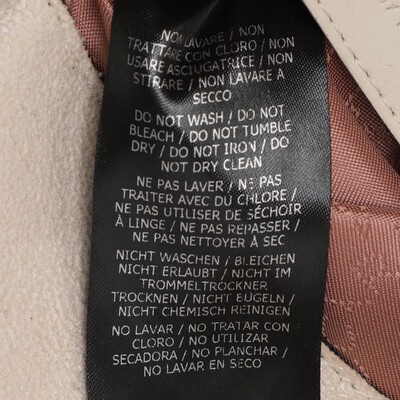 NON LAVARE / NON
TRATTARE CON CLORO / NON
USARE ASCIUGATRICE / NON
STIRARE / NON LAVARE A
SECCO
DO NOT WASH / DO NOT
BLEACH / DO NOT TUMBLE
DRY / DO NOT IRON / DO
NOT DRY CLEAN
NE PAS LAVER / NE PAS
TRAITER AVEC DU CHLORE /
NE PAS UTILISER DE SÉCHOIR
À LINGE / NE PAS REPASSER /
NE PAS NETTOYER À SEC
NICHT WASCHEN / BLEICHEN
NICHT ERLAUBT / NICHT IM
TROMMELTROCKNER
TROCKNEN / NICHT BÜGELN /
NICHT CHEMISCH REINIGEN
NO LAVAR / NO TRATAR CON
CLORO / NO UTILIZAR
SECADORA / NO PLANCHAR /
NO LAVAR EN SECO